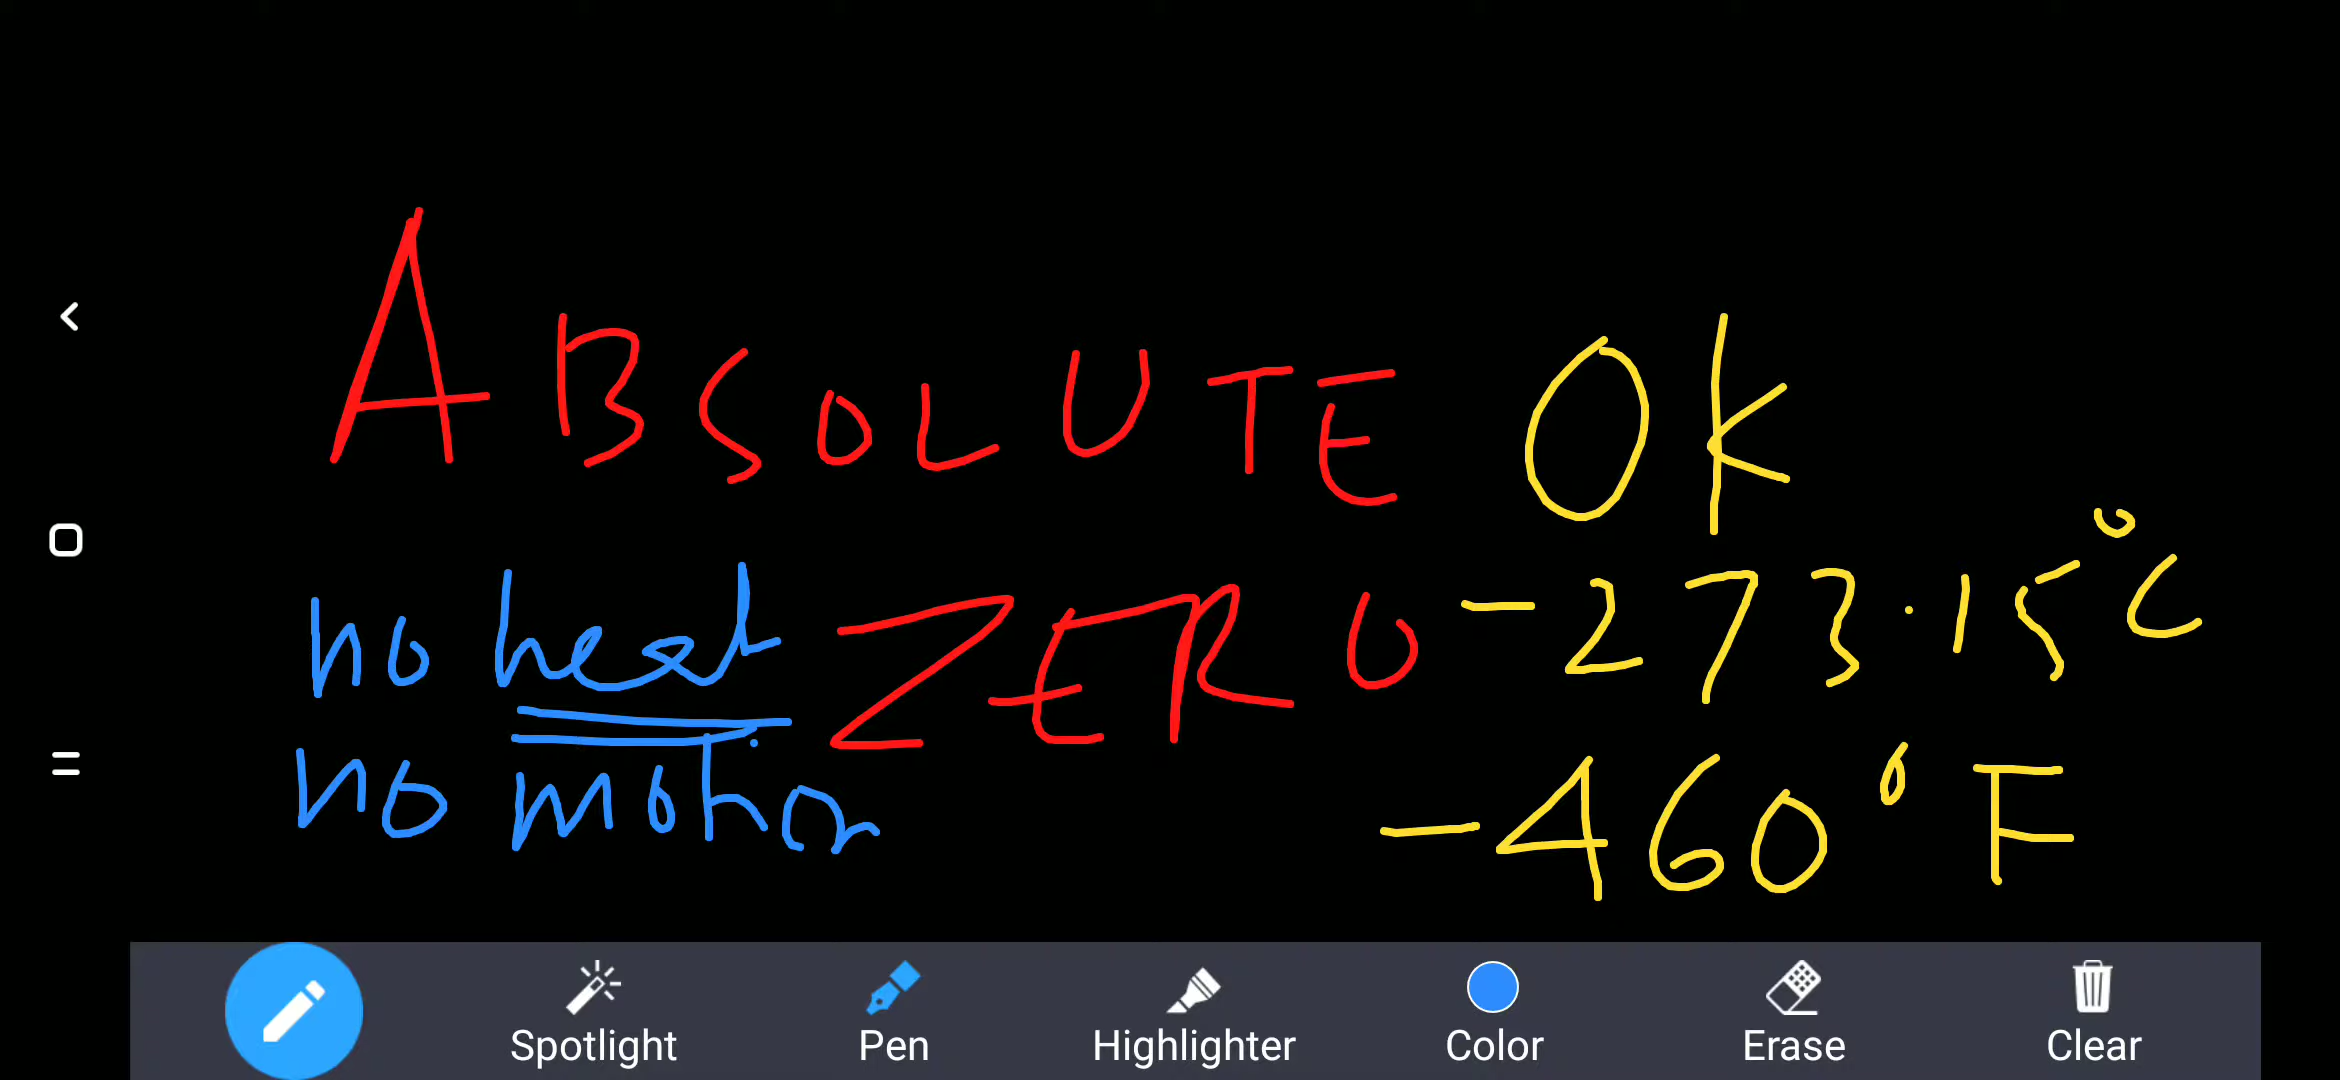 ABSOLUTE 0K
no heat ZERO -273.15°C
no motion -460°F
Spotlight Pen Highlighter Color Erase Clear